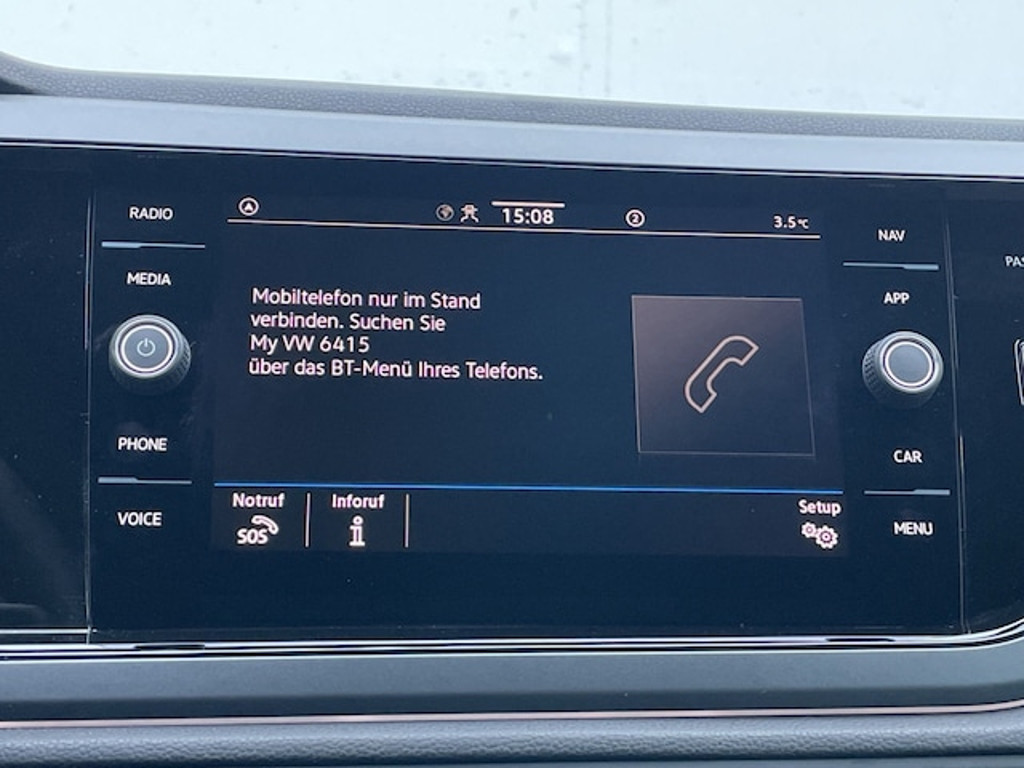 RADIO
MEDIA
PHONE
VOICE
15:08
2
3.5°C
Mobiltelefon nur im Stand
verbinden. Suchen Sie
My VW 6415
über das BT-Menü Ihres Telefons.
Notruf
SOS
Inforuf
i
Setup
NAV
APP
CAR
MENU